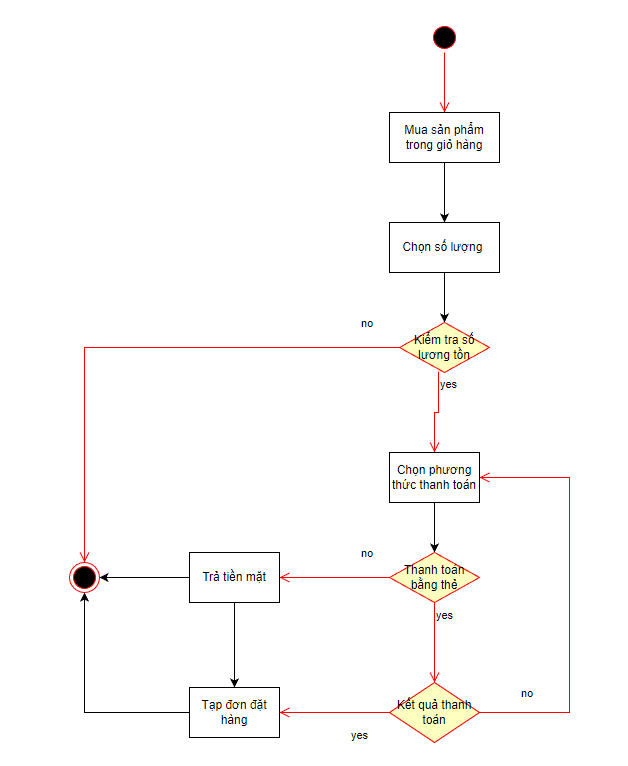 Mua sản phẩm
trong giỏ hàng
Chọn số lượng
no
Kiểm tra số
lương tồn
yes
Chọn phương
thức thanh toán
no
Trả tiền mặt
Thanh toàn
bằng thẻ
yes
Tạp đơn đặt
hàng
Kết quả thanh
toán
no
yes